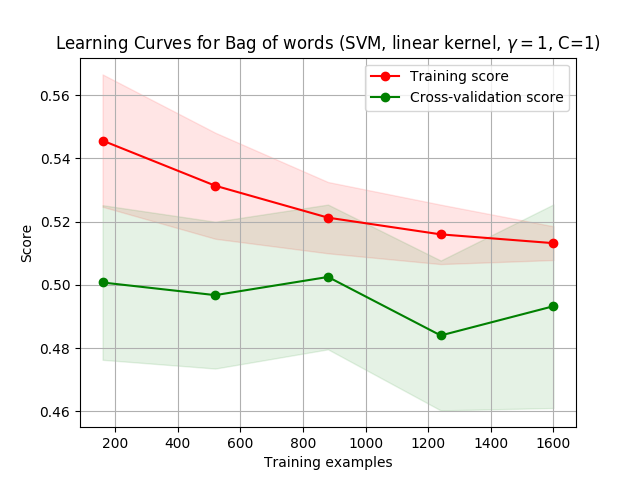 Learning Curves for Bag of words (SVM, linear kernel, γ = 1, C=1)
Training score
Cross-validation score
0.56
0.54
0.52
0.50
0.48
0.46
Score
200 400 600 800 1000 1200 1400 1600
Training examples